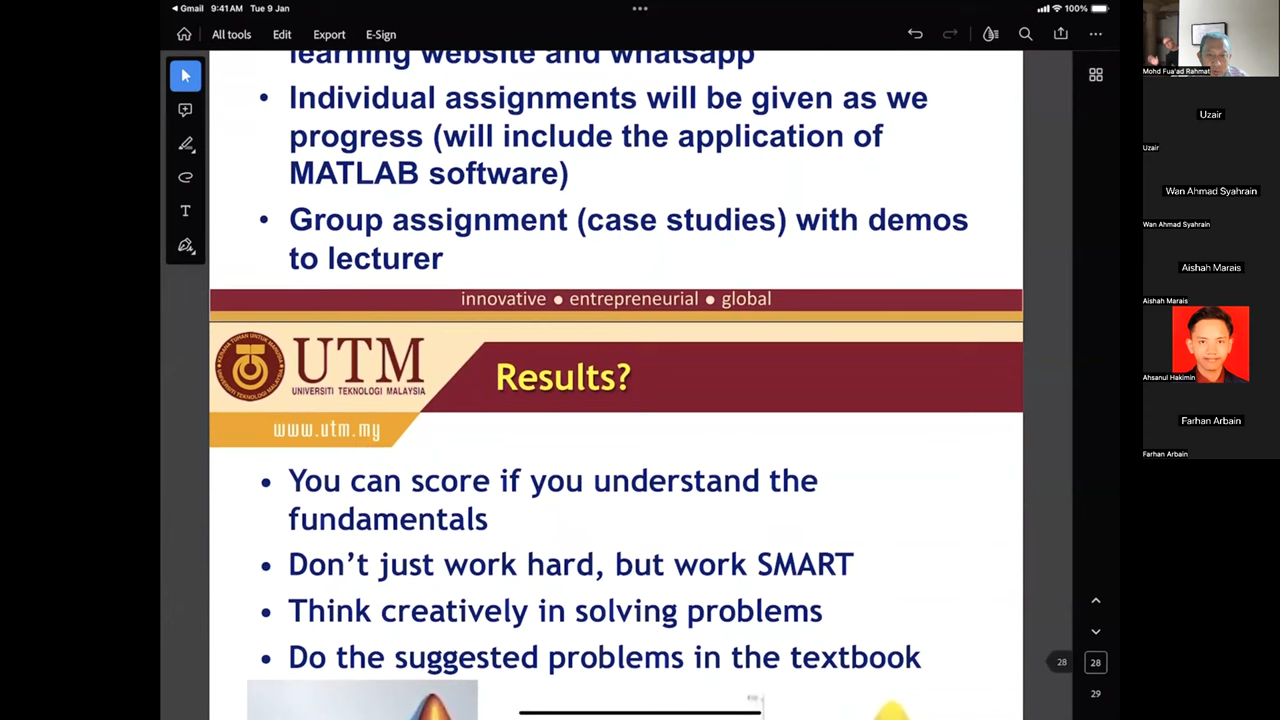 Gmail 9:41AM Tue 9 Jan
100%
All tools Edit Export E-Sign
learning website and whatsapp
• Individual assignments will be given as we
progress (will include the application of
MATLAB software)
• Group assignment (case studies) with demos
to lecturer
innovative ● entrepreneurial ● global
UTM
UNIVERSITI TEKNOLOGI MALAYSIA
www.utm.my
Results?
• You can score if you understand the
fundamentals
• Don't just work hard, but work SMART
• Think creatively in solving problems
• Do the suggested problems in the textbook
28
28
29
Mohd Fua'ad Rahmat
Uzair
Uzair
Wan Ahmad Syahrain
Wan Ahmad Syahrain
Aishah Marais
Aishah Marais
Ahsanul Hakimin
Farhan Arbain
Farhan Arbain